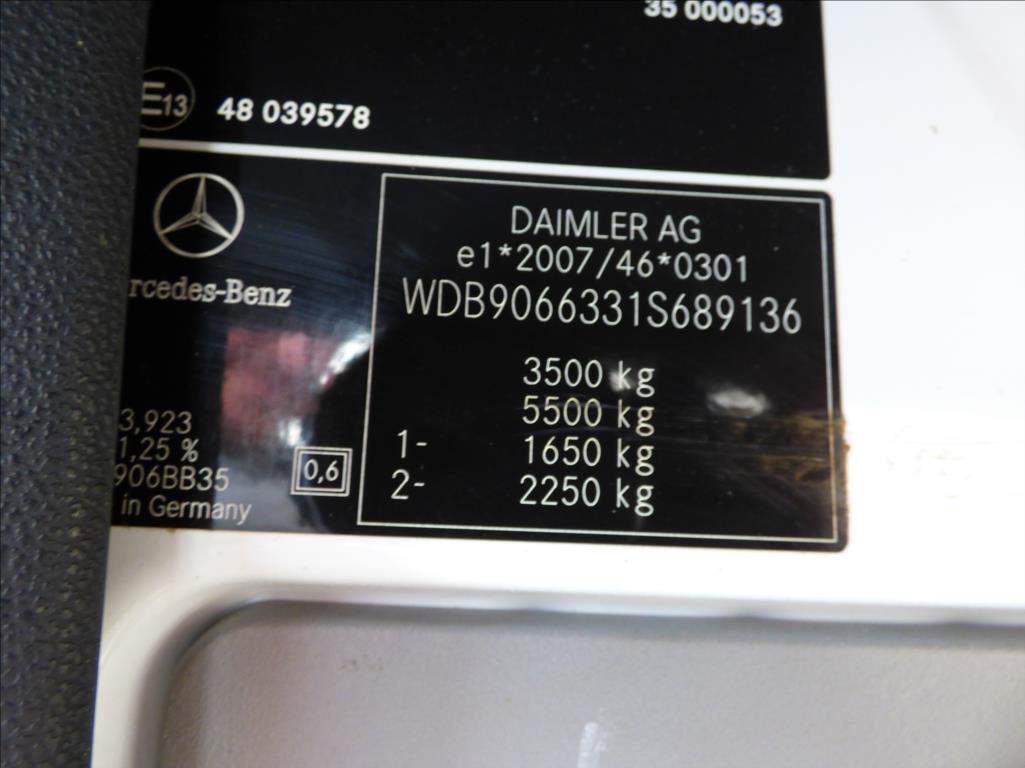 35 000053
E13 48 039578
rcedes-Benz
DAIMLER AG
e1*2007/46*0301
WDB9066331S689136
3500 kg
5500 kg
1- 1650 kg
2- 2250 kg
3,923
1,25 %
906BB35
in Germany
0,6